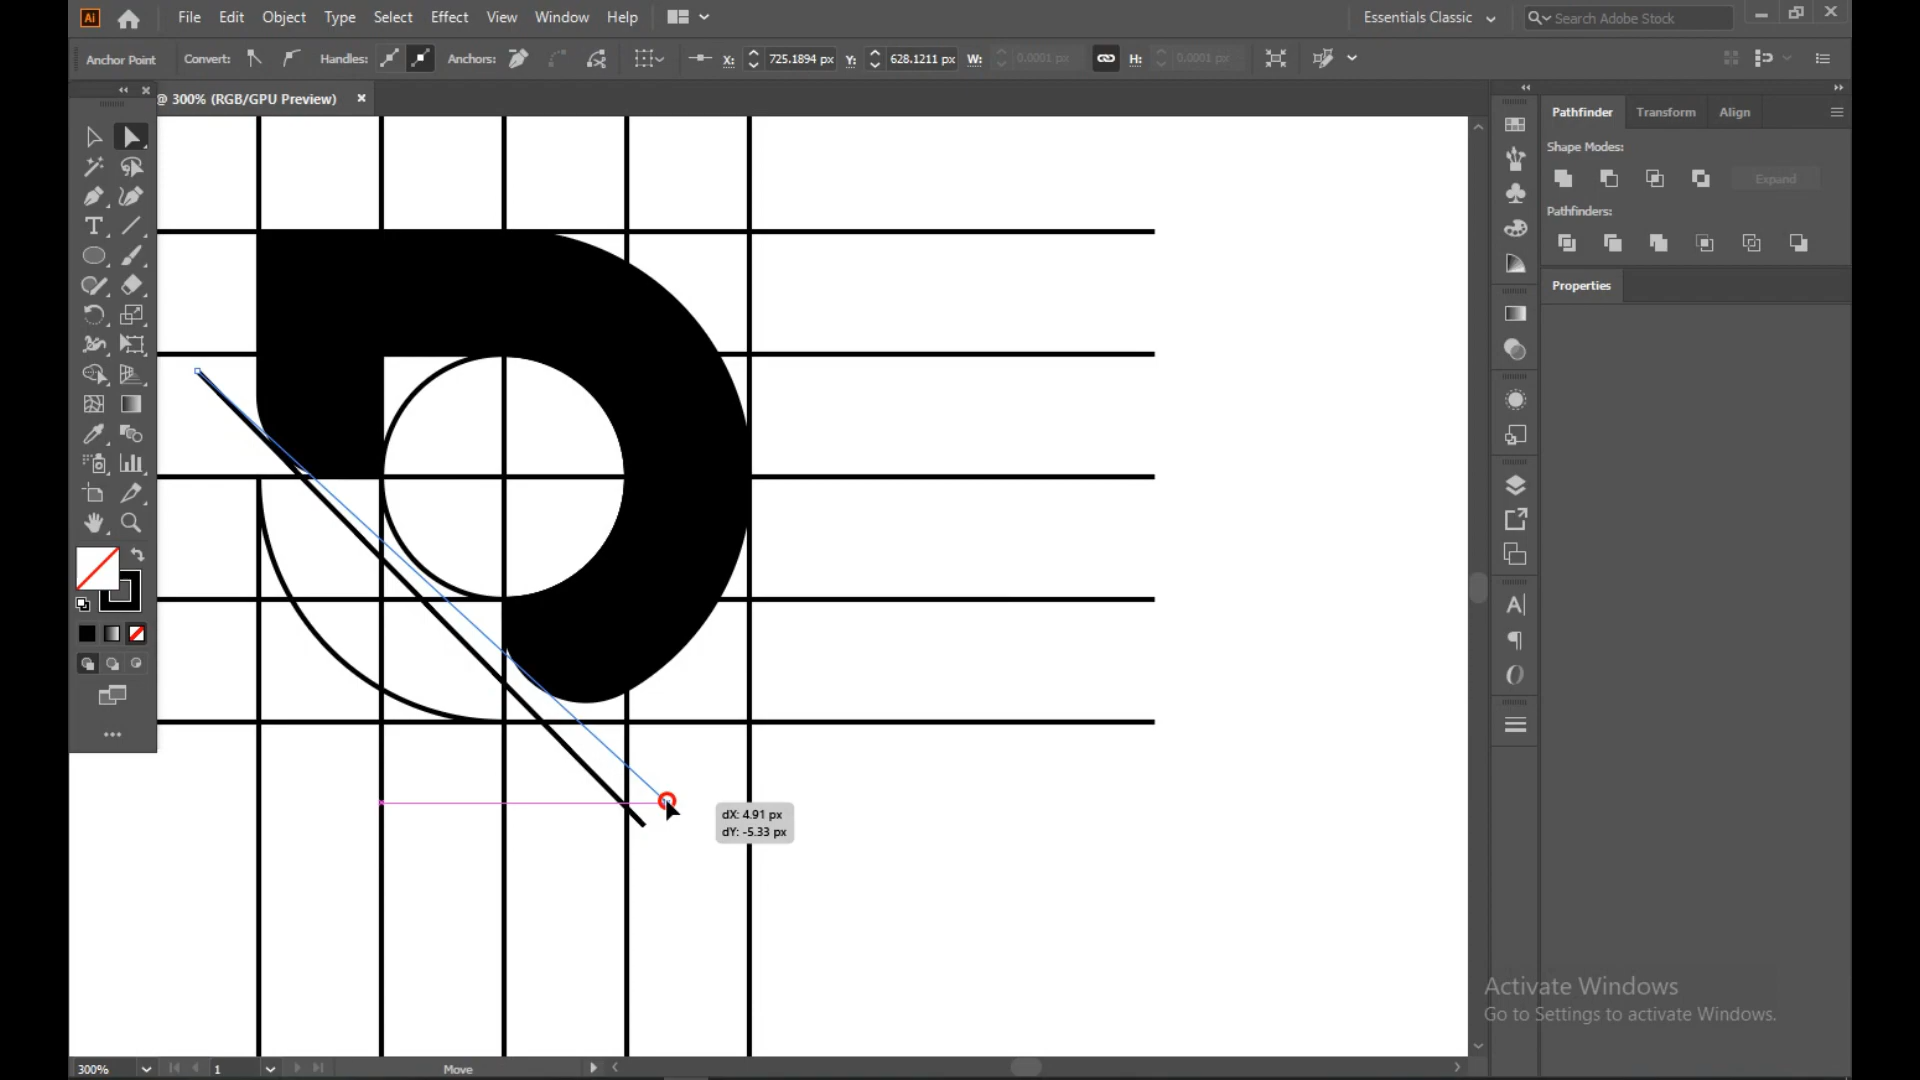 Ai File Edit Object Type Select Effect View Window Help Essentials Classic Search Adobe Stock
Anchor Point Convert: Handles: Anchors: X: 725.1894 px Y: 628.1211 px W: 0.0001 px H: 0.0001 px
@ 300% (RGB/GPU Preview) ×
Pathfinder Transform Align
Shape Modes:
Expand
Pathfinders:
Properties
dX: 4.91 px
dY: -5.33 px
Activate Windows
Go to Settings to activate Windows.
300% 1 Move